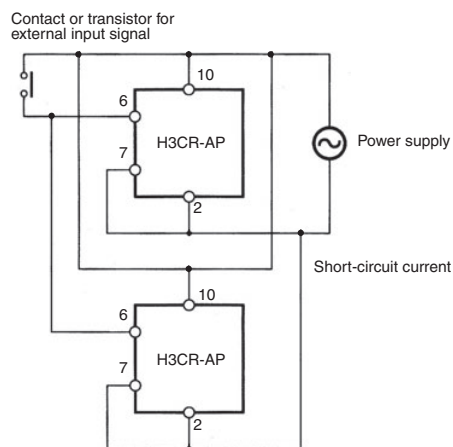 Contact or transistor for
external input signal
10
6
H3CR-AP
7
2
Power supply
Short-circuit current
10
6
H3CR-AP
7
2